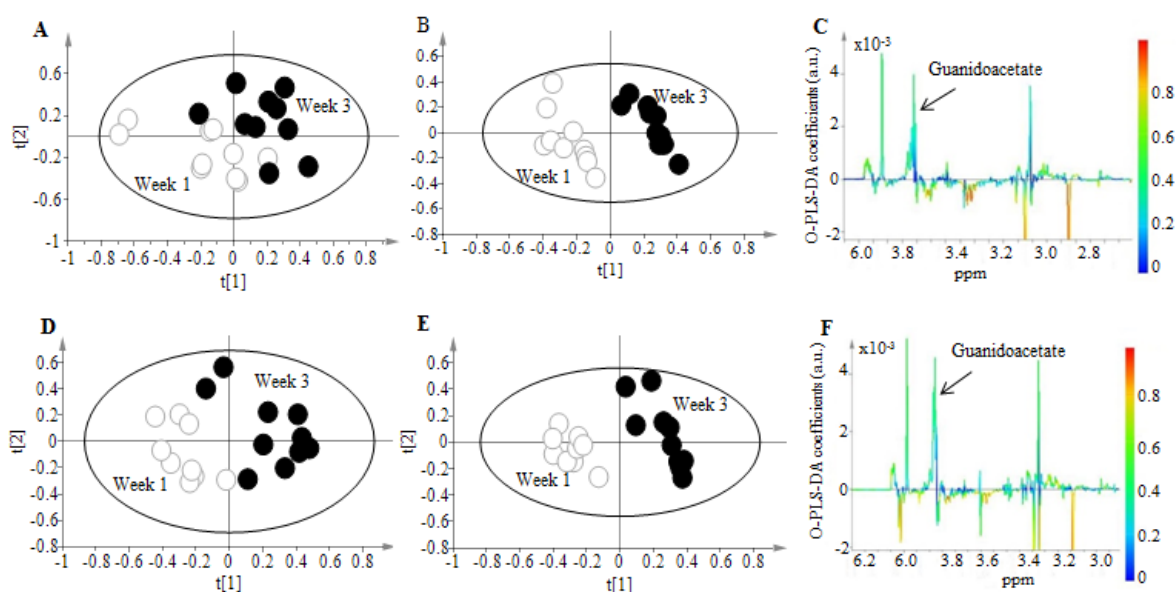 A
0.6
0.2
-0.2
-0.6
-1
t[2]
Week 3
Week 1
-1 -0.8 -0.6 -0.4 -0.2 0 0.2 0.4 0.6 0.8
t[1]
B
0.6
0.4
0.2
0
-0.2
-0.4
-0.6
-0.8
Week 3
Week 1
-0.8 -0.6 -0.4 -0.2 0 0.2 0.4 0.6 0.8
t[1]
C
x10⁻³
Guanidoacetate
O-PLS-DA coefficients (a.u.)
4
2
0
-2
6.0 3.8 3.4 3.0 2.8
ppm
0.8
0.6
0.4
0.2
0
D
0.6
0.4
0.2
0
-0.2
-0.4
-0.6
-0.8
t[2]
Week 3
Week 1
-1 -0.8 -0.6 -0.4 -0.2 0 0.2 0.4 0.6 0.8
t[1]
E
0.6
0.4
0.2
0
-0.2
-0.4
-0.6
-0.8
t[2]
Week 3
Week 1
-0.8 -0.6 -0.4 -0.2 0 0.2 0.4 0.6 0.8
t[1]
F
x10⁻³
Guanidoacetate
O-PLS-DA coefficients (a.u.)
4
2
0
-2
6.2 6.0 3.8 3.4 3.2 3.0
ppm
0.8
0.6
0.4
0.2
0